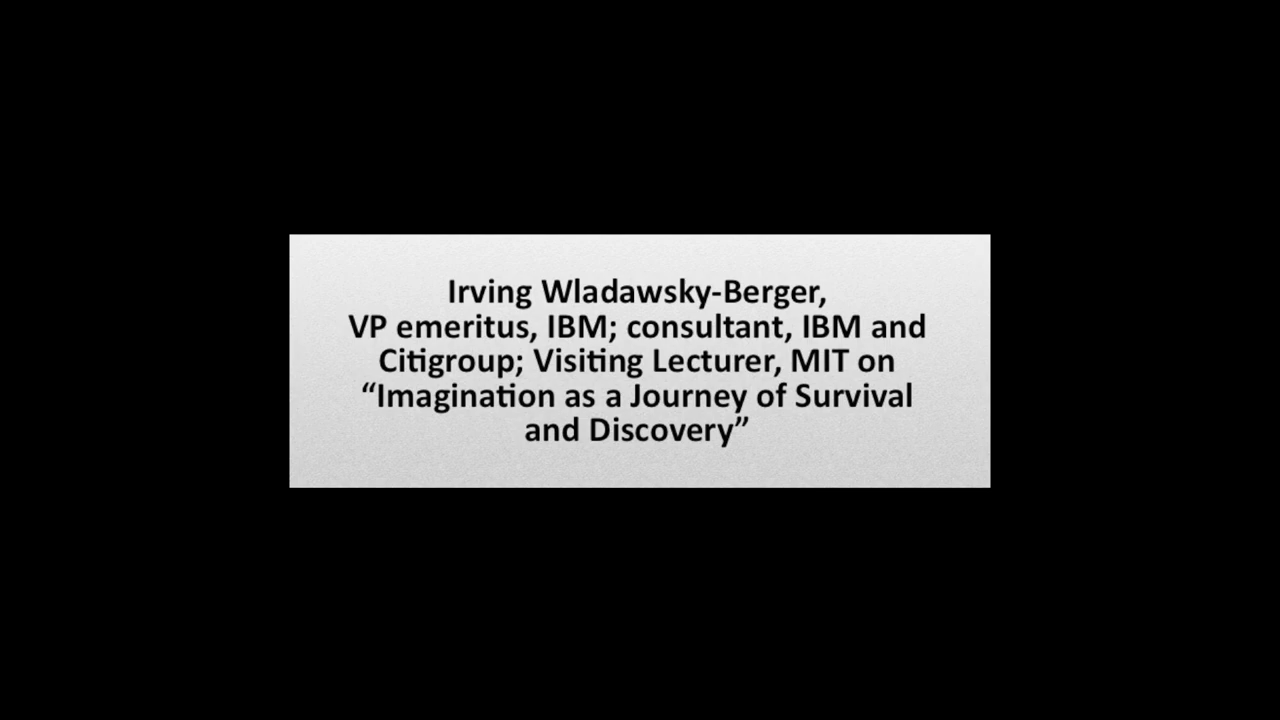 Irving Wladawsky-Berger,
VP emeritus, IBM; consultant, IBM and
Citigroup; Visiting Lecturer, MIT on
“Imagination as a Journey of Survival
and Discovery”